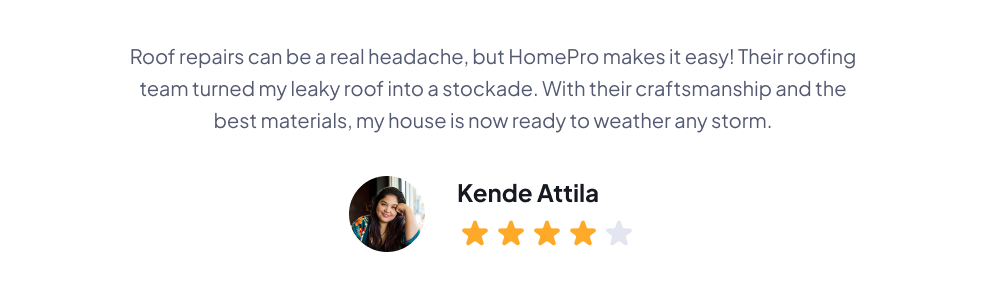 Roof repairs can be a real headache, but HomePro makes it easy! Their roofing
team turned my leaky roof into a stockade. With their craftsmanship and the
best materials, my house is now ready to weather any storm.
Kende Attila